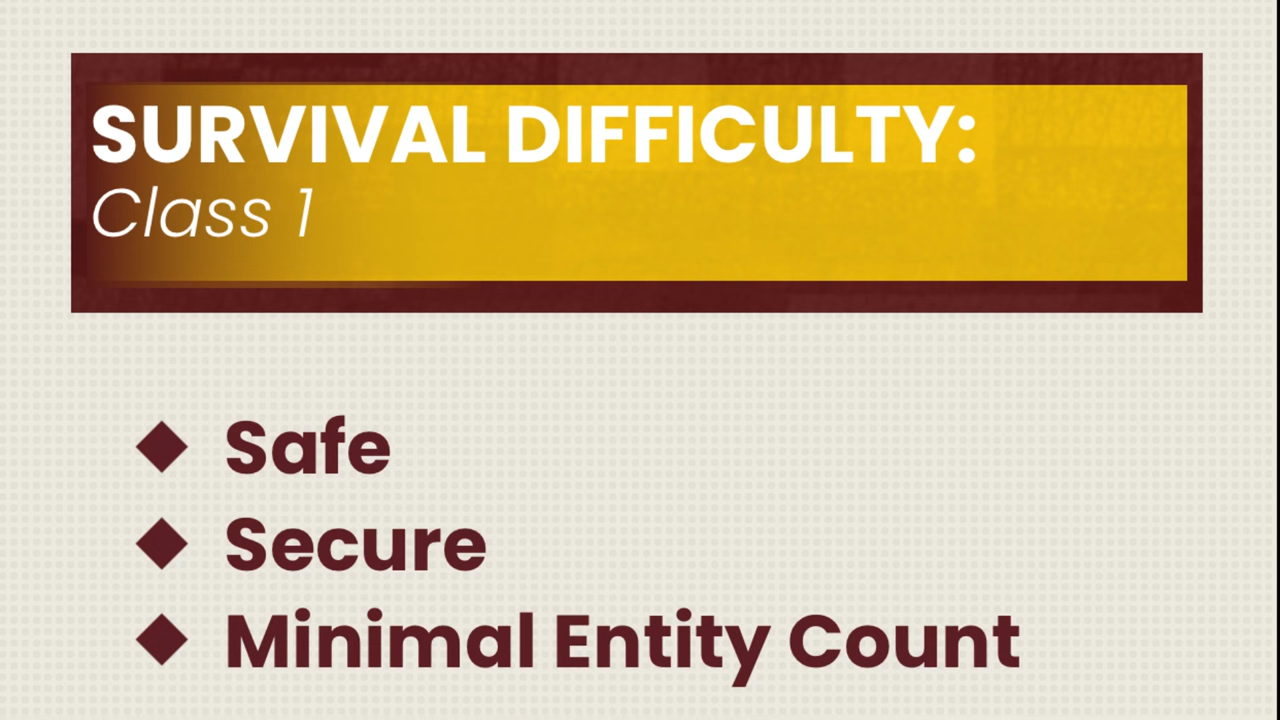 SURVIVAL DIFFICULTY:
Class 1
Safe
Secure
Minimal Entity Count